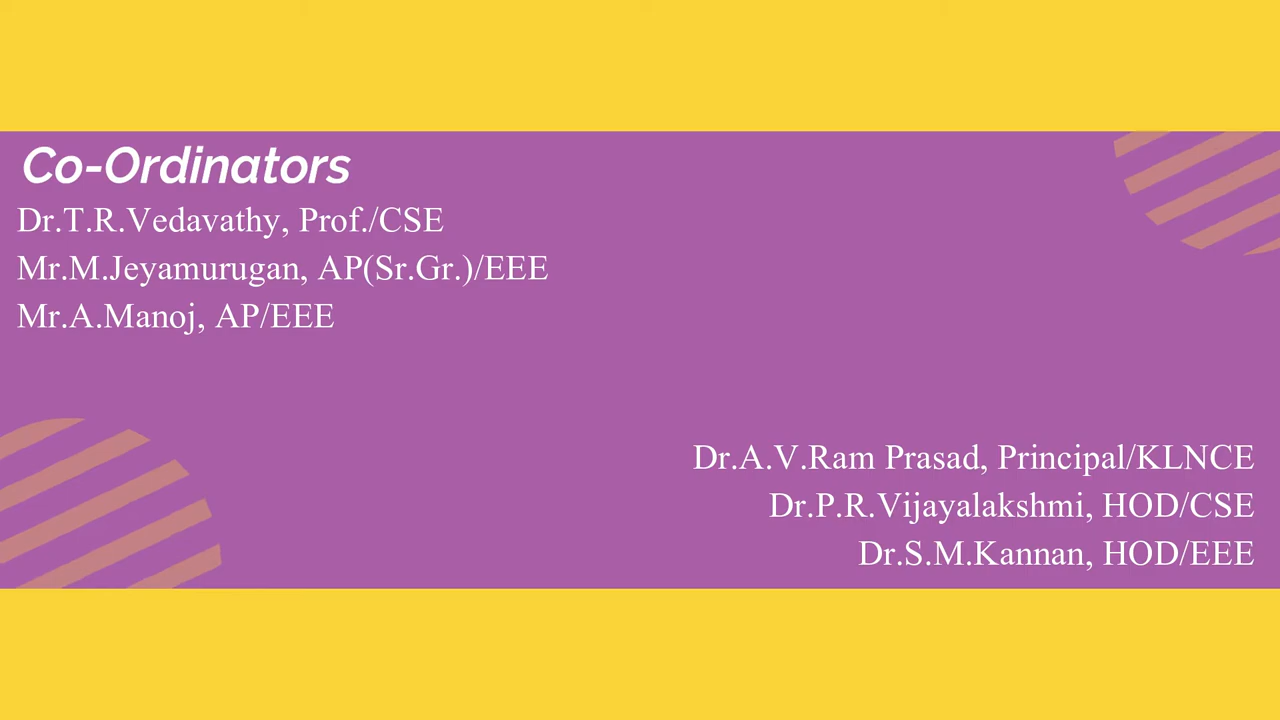 Co-Ordinators
Dr.T.R.Vedavathy, Prof./CSE
Mr.M.Jeyamurugan, AP(Sr.Gr.)/EEE
Mr.A.Manoj, AP/EEE
Dr.A.V.Ram Prasad, Principal/KLNCE
Dr.P.R.Vijayalakshmi, HOD/CSE
Dr.S.M.Kannan, HOD/EEE